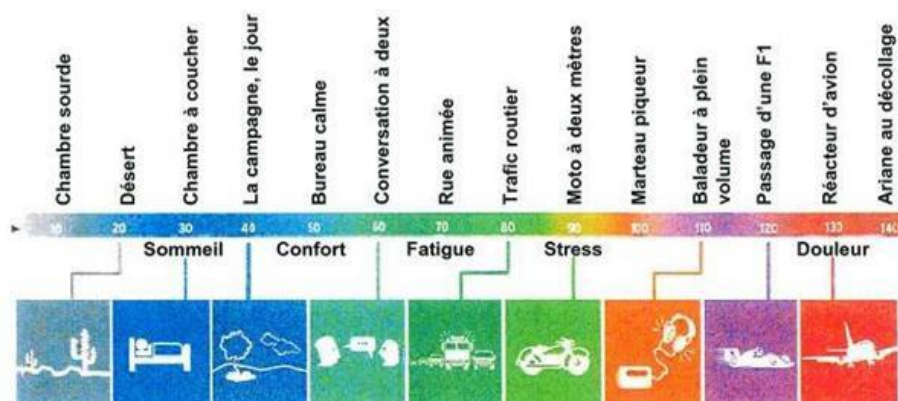 Chambre sourde
Désert
Chambre à coucher
La campagne, le jour
Bureau calme
Conversation à deux
Rue animée
Trafic routier
Moto à deux mètres
Marteau piqueur
Baladeur à plein
volume
Passage d'une F1
Réacteur d'avion
Ariane au décollage
10 20 30 40 50 60 70 80 90 100 110 120 130 140
Sommeil Confort Fatigue Stress Douleur